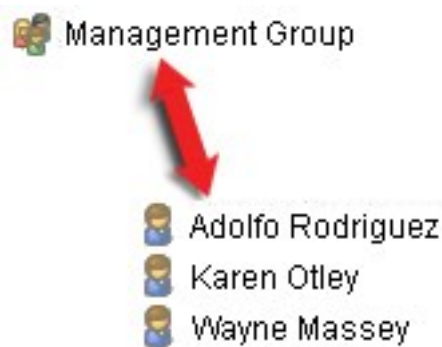 Management Group
Adolfo Rodriguez
Karen Otley
Wayne Massey